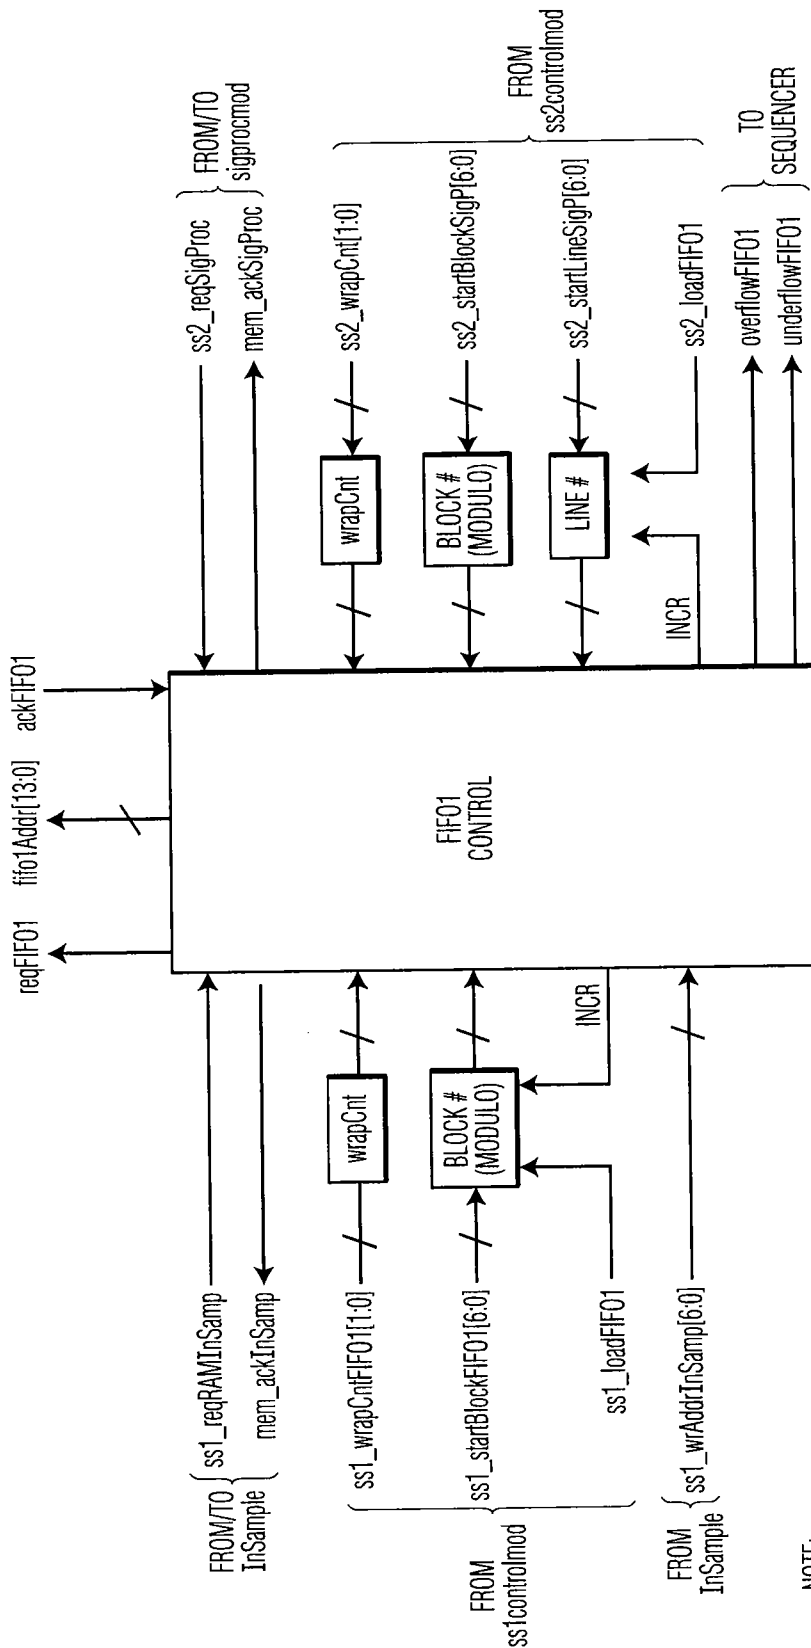 reqFIFO1
fifo1Addr[13:0]
ackFIFO1
FIFO1
CONTROL
FROM/TO
InSample
ss1_reqRAMInSamp
mem_ackInSamp
FROM
ss1controlmod
ss1_wrapCntFIFO1[1:0]
wrapCnt
ss1_startBlockFIFO1[6:0]
BLOCK #
(MODULO)
ss1_loadFIFO1
INCR
FROM
InSample
ss1_wrAddrInSamp[6:0]
ss2_reqSigProc
mem_ackSigProc
FROM/TO
sigprocmod
wrapCnt
ss2_wrapCnt[1:0]
BLOCK #
(MODULO)
ss2_startBlockSigP[6:0]
LINE #
ss2_startLineSigP[6:0]
INCR
ss2_loadFIFO1
FROM
ss2controlmod
overflowFIFO1
underflowFIFO1
TO
SEQUENCER
NOTE: